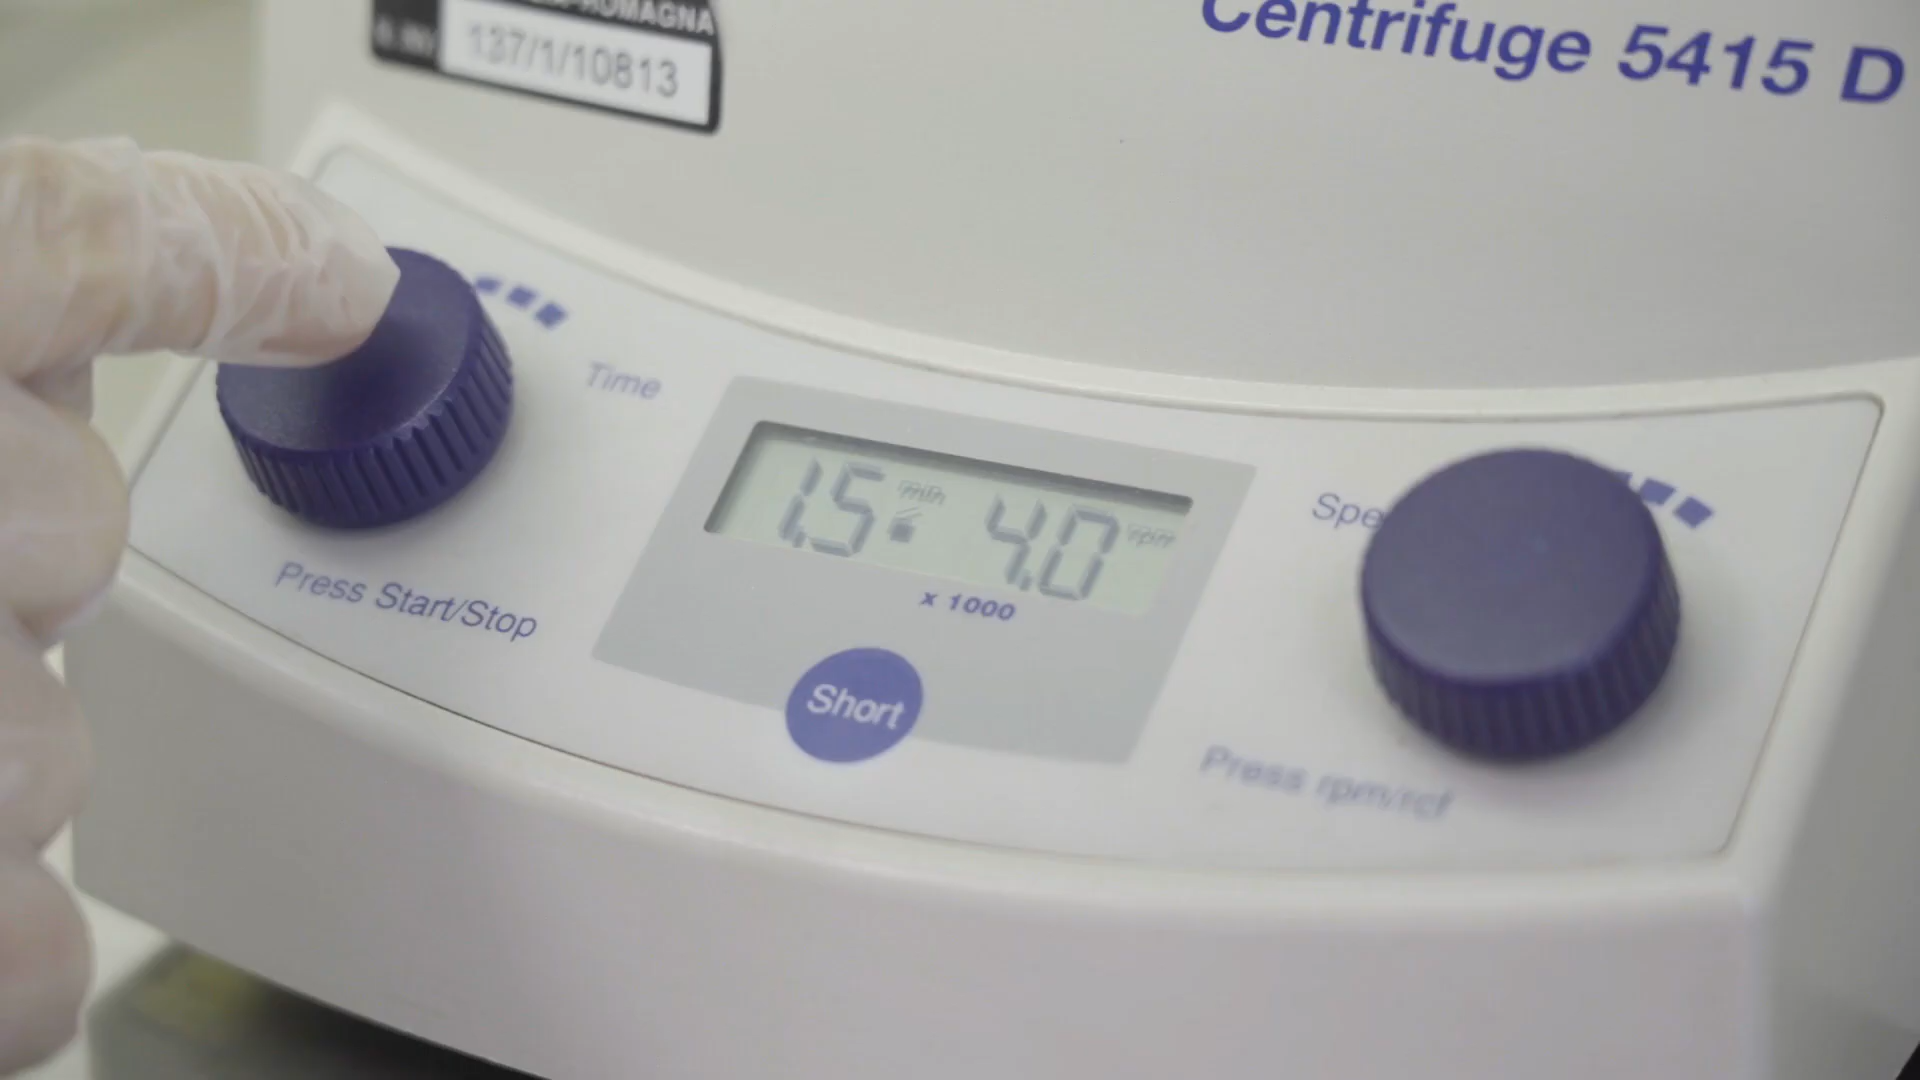 ROMAGNA
137/1/10813
Centrifuge 5415 D
Time
1.5 min 4.0 rpm
x 1000
Press Start/Stop
Short
Press rpm/rcf